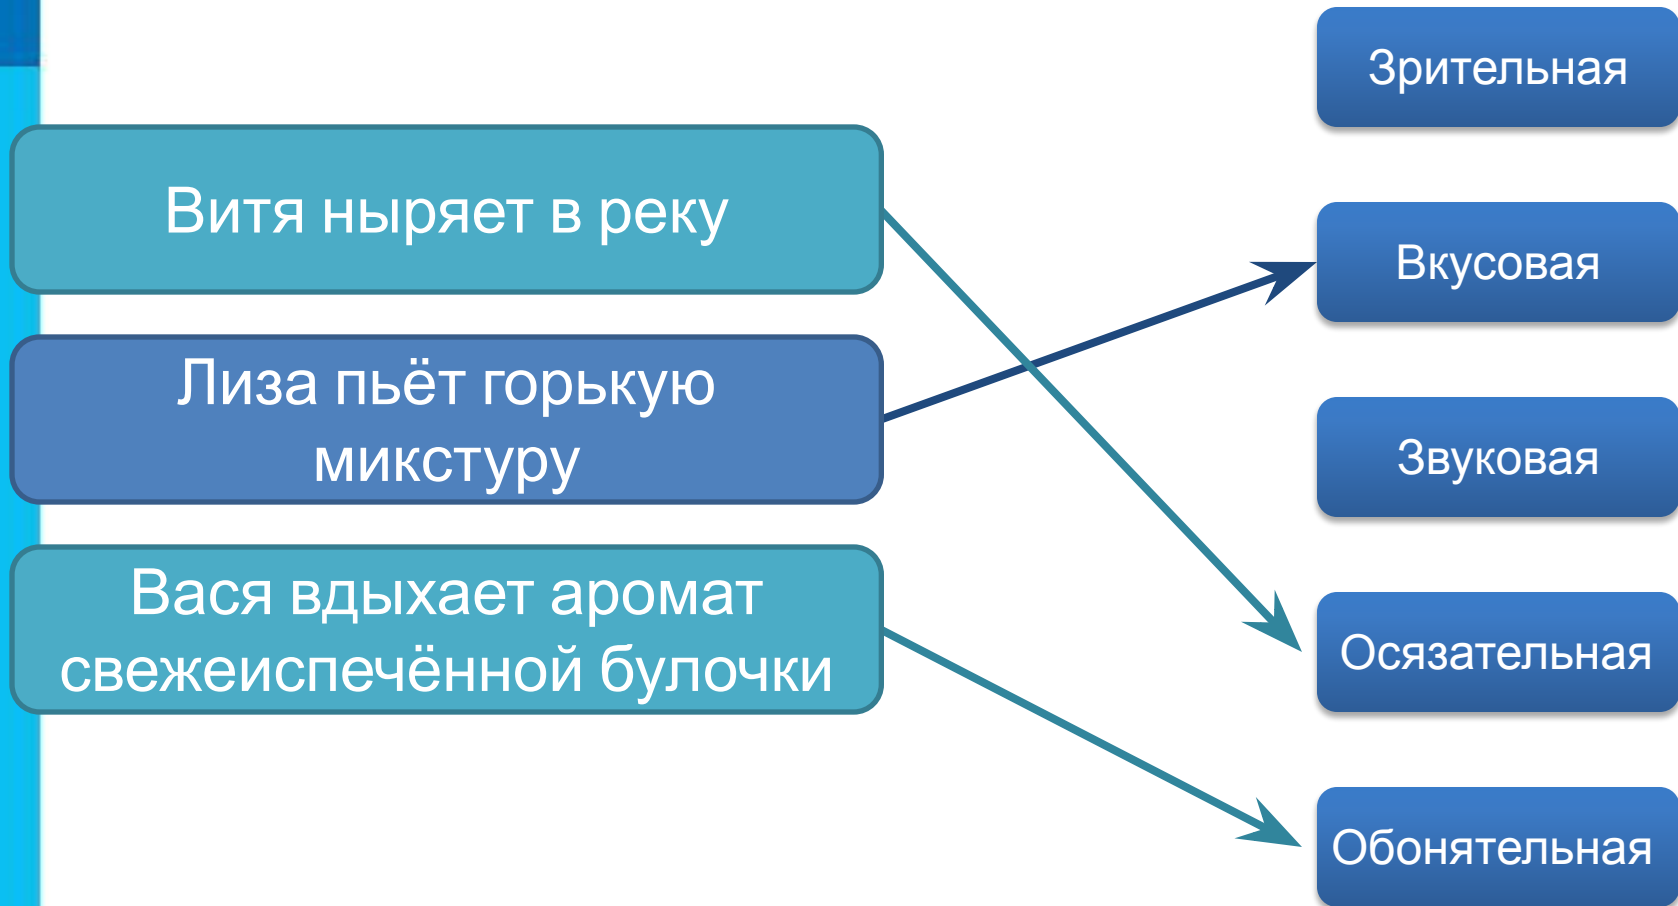 Витя ныряет в реку
Лиза пьёт горькую
микстуру
Вася вдыхает аромат
свежеиспечённой булочки
Зрительная
Вкусовая
Звуковая
Осязательная
Обонятельная